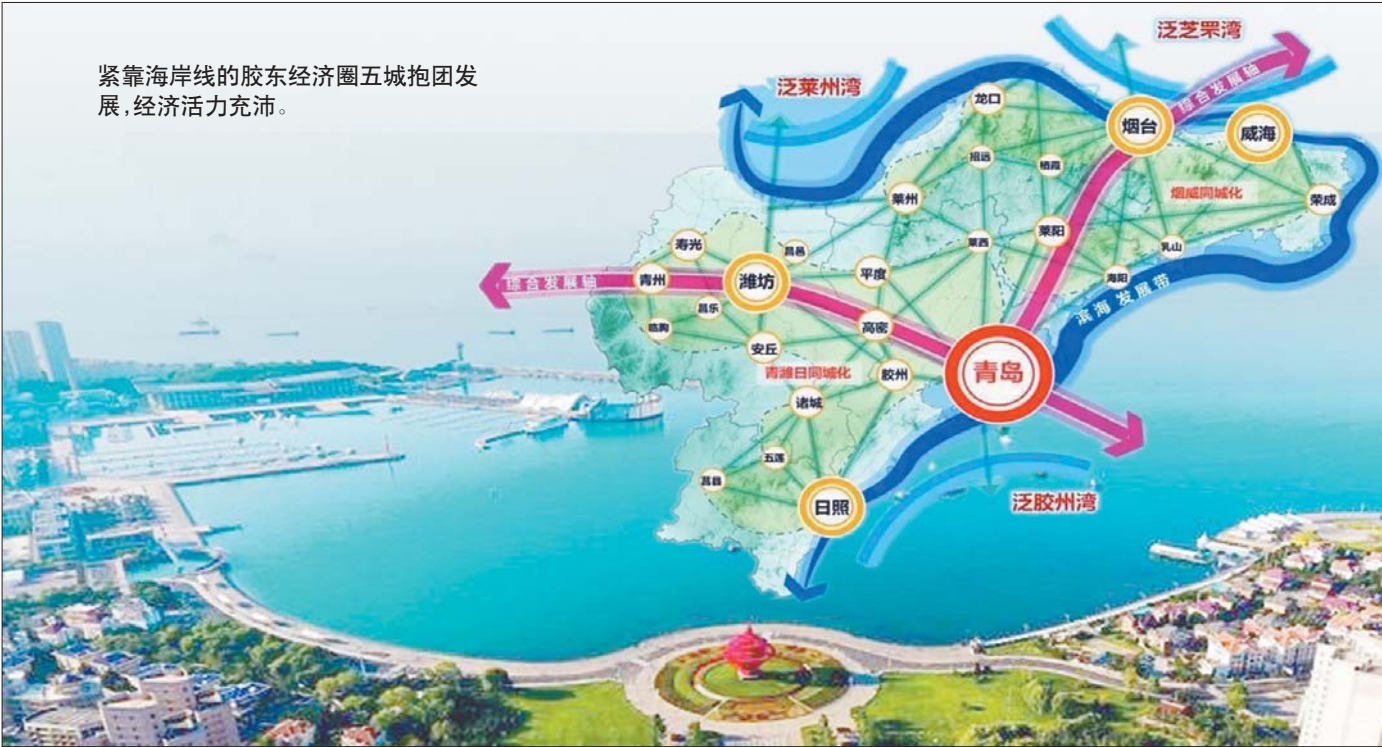 紧靠海岸线的胶东经济圈五城抱团发
展,经济活力充沛。
泛芝罘湾
泛莱州湾
综合发展轴
龙口
烟台
威海
招远
栖霞
烟威同城化
莱州
荣成
莱阳
寿光
昌邑
莱西
乳山
青州
潍坊
平度
海阳
综合发展轴
昌乐
滨海发展带
临朐
高密
安丘
青潍日同城化
胶州
青岛
诸城
五莲
莒县
日照
泛胶州湾